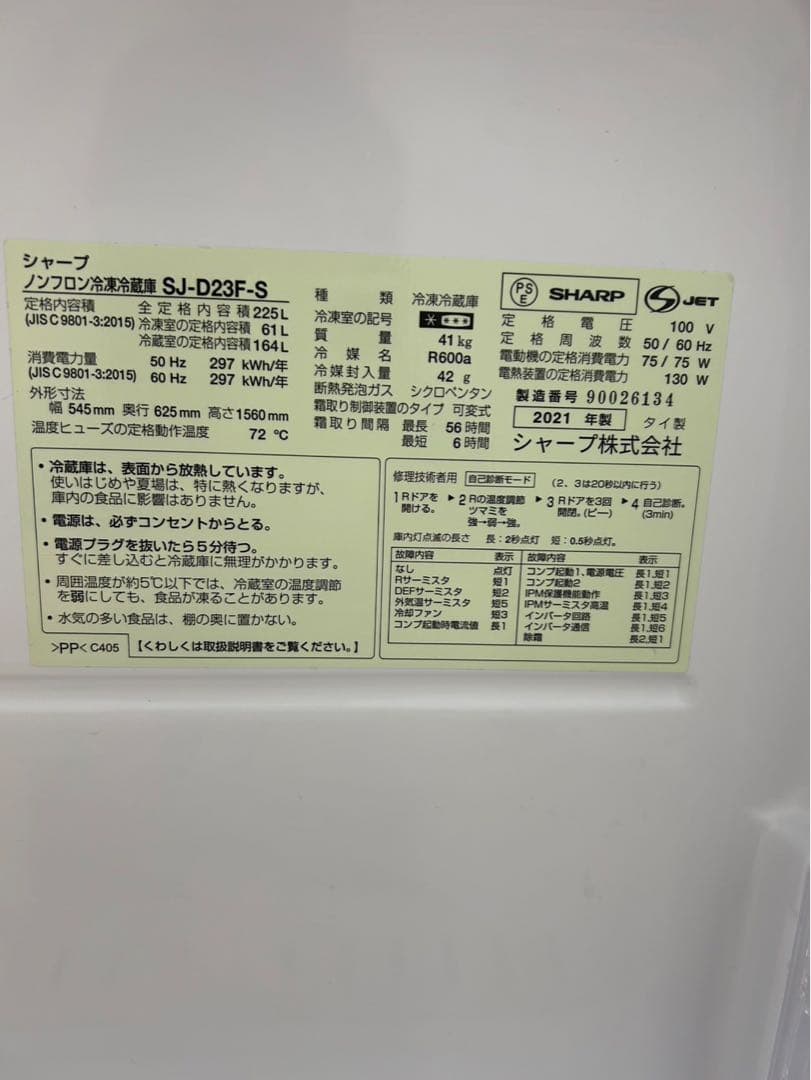 シャープ
ノンフロン冷凍冷蔵庫 SJ-D23F-S
定格内容積 全定格内容積 225L
(JIS C 9801-3:2015) 冷凍室の定格内容積 61L
冷蔵室の定格内容積 164L
消費電力量 50 Hz 297 kWh/年
(JIS C 9801-3:2015) 60 Hz 297 kWh/年
外形寸法
幅 545mm 奥行 625mm 高さ1560mm
温度ヒューズの定格動作温度 72 ℃
種類 冷凍冷蔵庫
冷凍室の記号
質量 41kg
冷媒名 R600a
冷媒封入量 42 g
断熱発泡ガス シクロペンタン
霜取り制御装置のタイプ 可変式
霜取り間隔 最長 56時間
最短 6時間
PS E SHARP S JET
定格電圧 100 V
定格周波数 50/60 Hz
電動機の定格消費電力 75/75 W
電熱装置の定格消費電力 130 W
製造番号 90026134
2021 年製 タイ製
シャープ株式会社
・冷蔵庫は、表面から放熱しています。
使いはじめや夏場は、特に熱くなりますが、
庫内の食品に影響はありません。
・電源は、必ずコンセントからとる。
・電源プラグを抜いたら5分待つ。
すぐに差し込むと冷蔵庫に無理がかかります。
・周囲温度が約5℃以下では、冷蔵室の温度調節
を弱にしても、食品が凍ることがあります。
・水気の多い食品は、棚の奥に置かない。
>PP< C405 【くわしくは取扱説明書をご覧ください。】
修理技術者用 自己診断モード (2、3は20秒以内に行う)
1 Rドアを ▶ 2 Rの温度調節 ▶ 3 Rドアを3回 ▶ 4 自己診断。
開ける。 ツマミを 開閉。(ピー) (3min)
強→弱→強。
庫内灯点滅の長さ 長:2秒点灯 短:0.5秒点灯。
故障内容 表示 故障内容 表示
なし 点灯 コンプ起動1、電源電圧 長1,短1
Rサーミスタ 短1 コンプ起動2 長1,短2
DEFサーミスタ 短2 IPM保護機能動作 長1,短3
外気温サーミスタ 短5 IPMサーミスタ高温 長1,短4
冷却ファン 短3 インバータ回路 長1,短5
コンプ起動時電流値 長1 インバータ通信 長1,短6
除霜 長2,短1